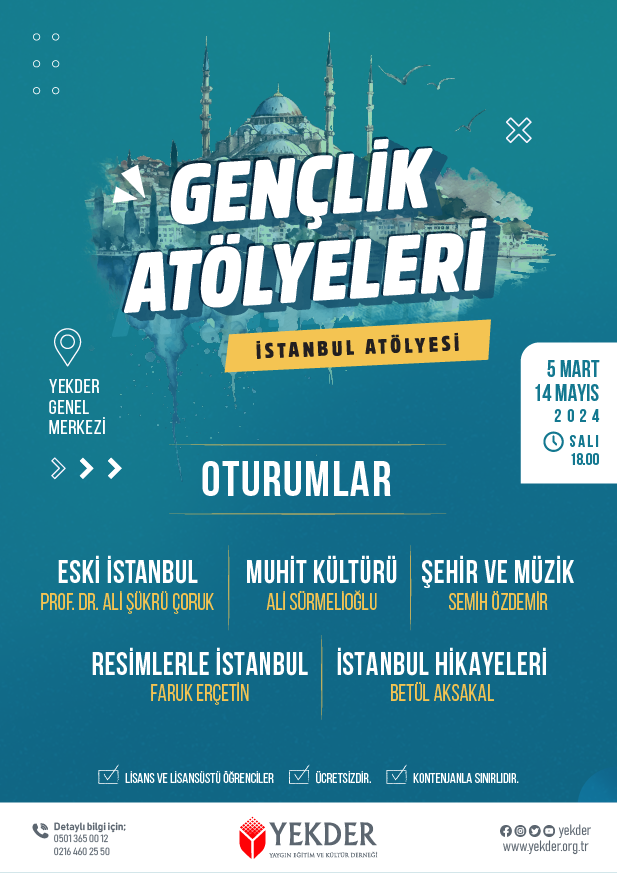 GENÇLİK
ATÖLYELERİ
İSTANBUL ATÖLYESİ
YEKDER
GENEL
MERKEZİ
5 MART
14 MAYIS
2024
SALI
18.00
OTURUMLAR
ESKİ İSTANBUL
PROF. DR. ALİ ŞÜKRÜ ÇORUK
MUHİT KÜLTÜRÜ
ALİ SÜRMELİOĞLU
ŞEHİR VE MÜZİK
SEMİH ÖZDEMİR
RESİMLERLE İSTANBUL
FARUK ERÇETİN
İSTANBUL HİKAYELERİ
BETÜL AKSAKAL
LİSANS VE LİSANSÜSTÜ ÖĞRENCİLER
ÜCRETSİZDİR.
KONTENJANLA SINIRLIDIR.
Detaylı bilgi için;
0501 365 00 12
0216 460 25 50
YEKDER
YAYGIN EĞİTİM VE KÜLTÜR DERNEĞİ
yekder
www.yekder.org.tr